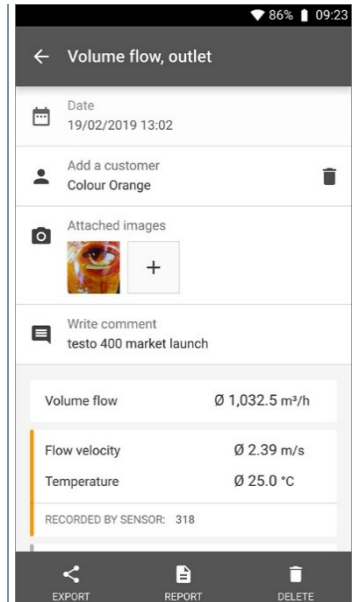 86% 09:23
Volume flow, outlet
Date
19/02/2019 13:02
Add a customer
Colour Orange
Attached images
+
Write comment
testo 400 market launch
Volume flow Ø 1,032.5 m³/h
Flow velocity Ø 2.39 m/s
Temperature Ø 25.0 °C
RECORDED BY SENSOR: 318
EXPORT REPORT DELETE